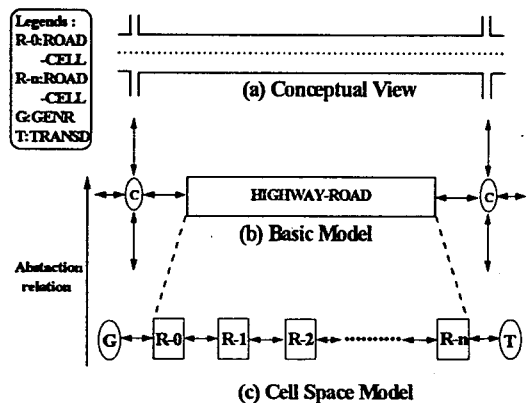 Legends :
R-0:ROAD
-CELL
R-n:ROAD
-CELL
G:GENR
T:TRANSD
(a) Conceptual View
C
HIGHWAY-ROAD
C
(b) Basic Model
Abstaction
relation
G
R-0
R-1
R-2
R-n
T
(c) Cell Space Model